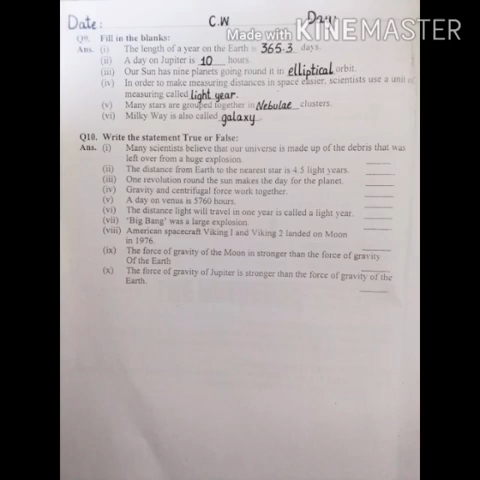 Date: C.W Day:
Made with KINEMASTER
Q9. Fill in the blanks:
Ans. (i) The length of a year on the Earth is 365.3 days.
(ii) A day on Jupiter is 10 hours.
(iii) Our Sun has nine planets going round it in elliptical orbit.
(iv) In order to make measuring distances in space easier, scientists use a unit of
measuring called light year.
(v) Many stars are grouped together in Nebulae clusters.
(vi) Milky Way is also called galaxy
Q10. Write the statement True or False:
Ans. (i) Many scientists believe that our universe is made up of the debris that was
left over from a huge explosion.
(ii) The distance from Earth to the nearest star is 4.5 light years.
(iii) One revolution round the sun makes the day for the planet.
(iv) Gravity and centrifugal force work together.
(v) A day on venus is 5760 hours.
(vi) The distance light will travel in one year is called a light year.
(vii) 'Big Bang' was a large explosion.
(viii) American spacecraft Viking 1 and Viking 2 landed on Moon
in 1976.
(ix) The force of gravity of the Moon in stronger than the force of gravity
Of the Earth
(x) The force of gravity of Jupiter is stronger than the force of gravity of the
Earth.